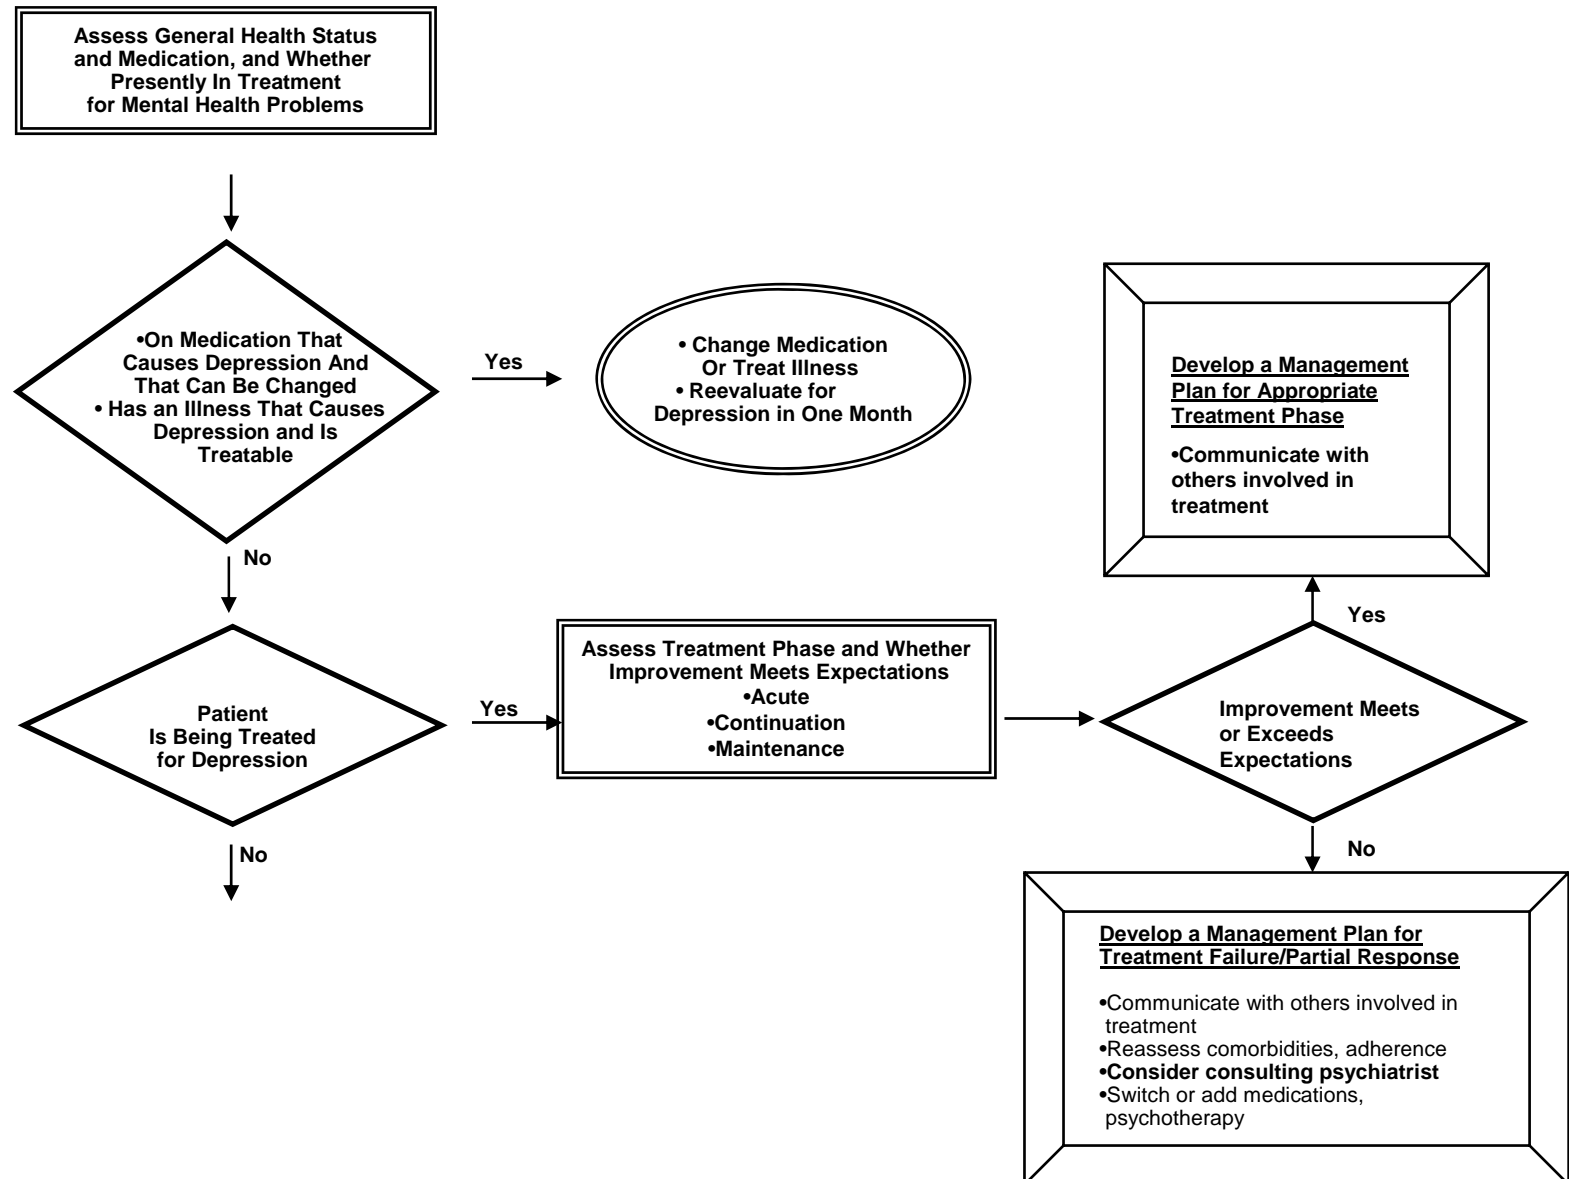 Assess General Health Status
and Medication, and Whether
Presently In Treatment
for Mental Health Problems
•On Medication That
Causes Depression And
That Can Be Changed
• Has an Illness That Causes
Depression and Is
Treatable
Yes
• Change Medication
Or Treat Illness
• Reevaluate for
Depression in One Month
Develop a Management
Plan for Appropriate
Treatment Phase
•Communicate with
others involved in
treatment
No
Yes
Patient
Is Being Treated
for Depression
Yes
Assess Treatment Phase and Whether
Improvement Meets Expectations
•Acute
•Continuation
•Maintenance
Improvement Meets
or Exceeds
Expectations
No
No
Develop a Management Plan for
Treatment Failure/Partial Response
•Communicate with others involved in
treatment
•Reassess comorbidities, adherence
•Consider consulting psychiatrist
•Switch or add medications,
psychotherapy